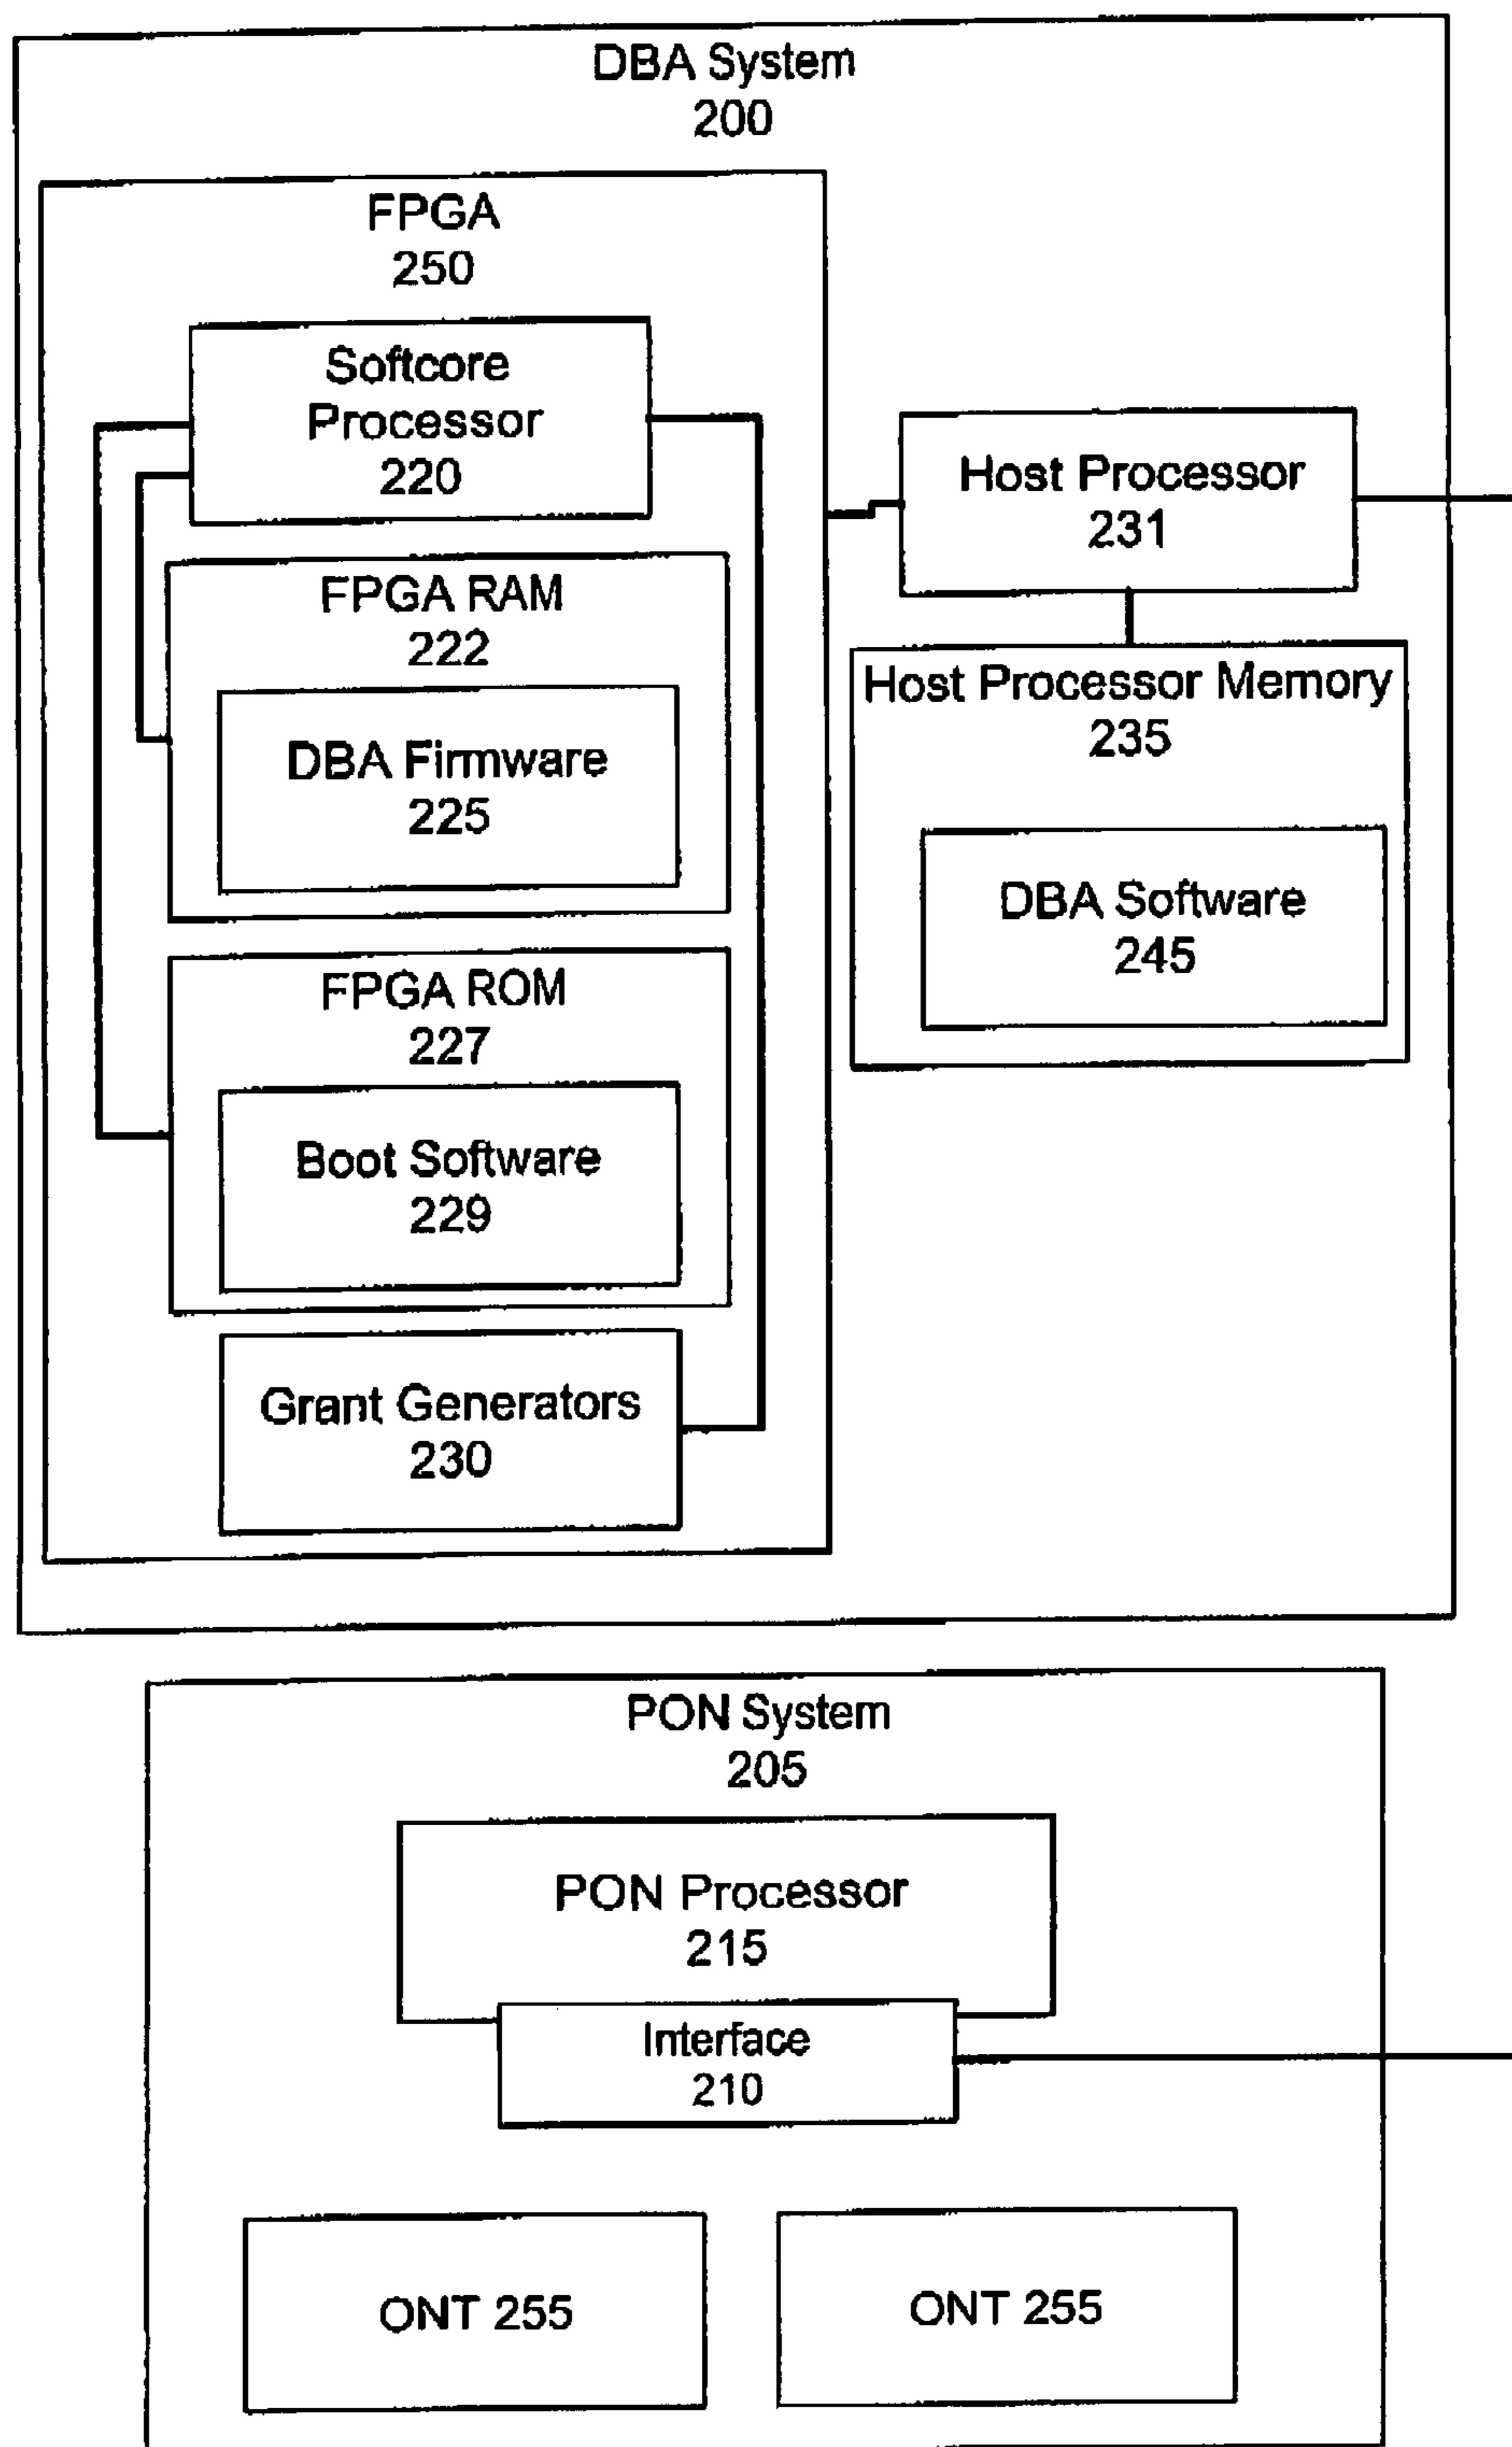 DBA System
200
FPGA
250
Softcore
Processor
220
FPGA RAM
222
DBA Firmware
225
FPGA ROM
227
Boot Software
229
Grant Generators
230
Host Processor
231
Host Processor Memory
235
DBA Software
245
PON System
205
PON Processor
215
Interface
210
ONT 255
ONT 255